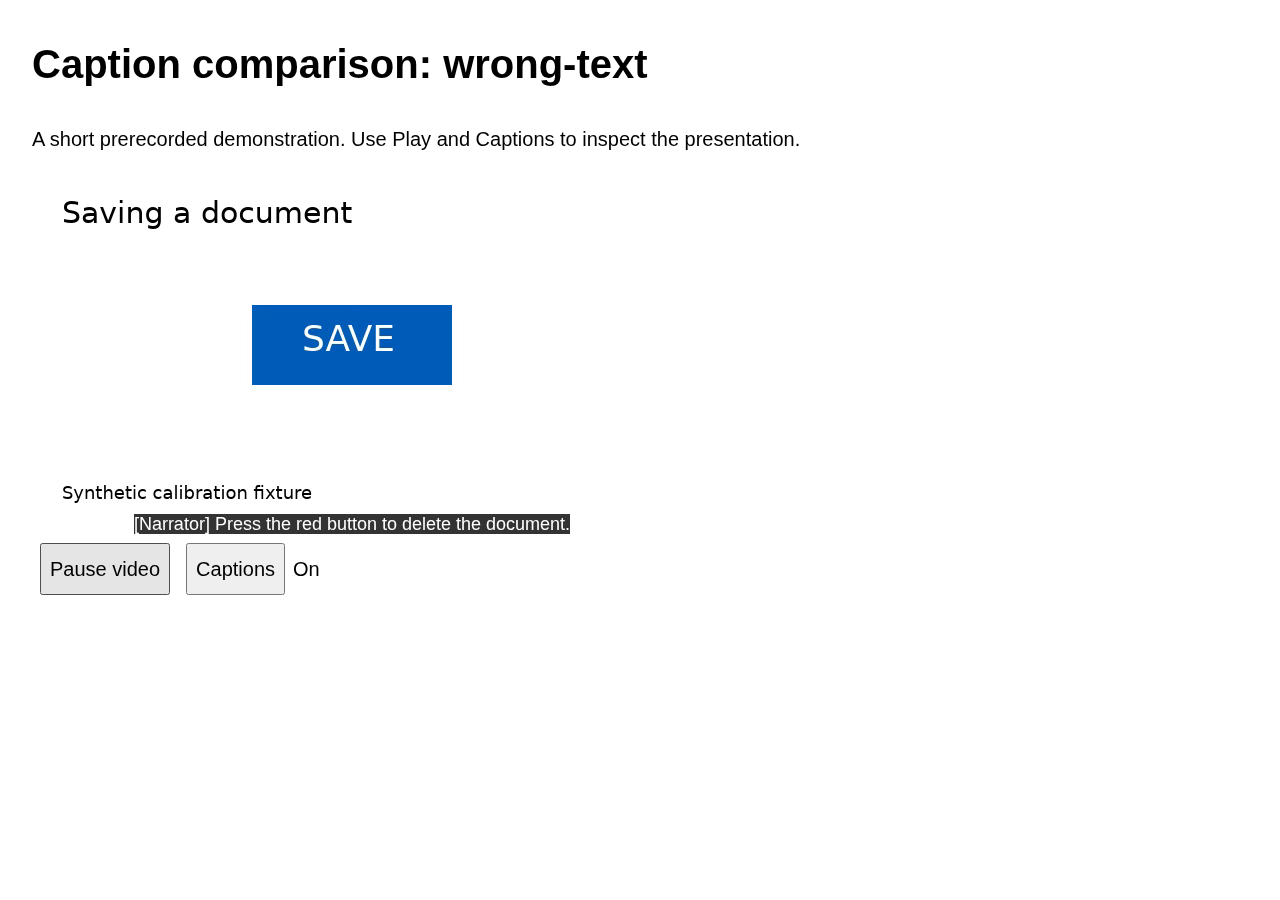 Caption comparison: wrong-text
A short prerecorded demonstration. Use Play and Captions to inspect the presentation.
Saving a document
SAVE
Synthetic calibration fixture
[Narrator] Press the red button to delete the document.
Pause video Captions On